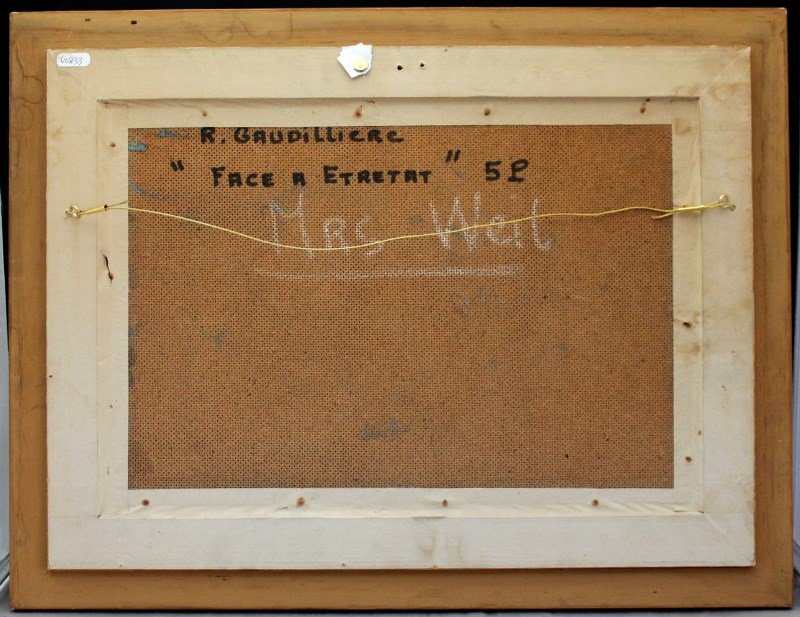 R. GAUDILLIERE
" FACE A ETRETAT " 5P
Mrs Weil